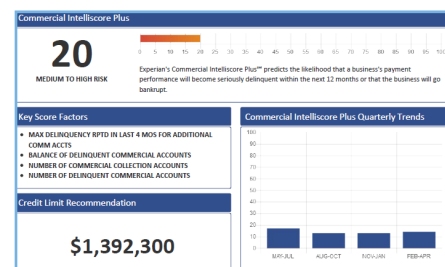 Commercial Intelliscore Plus
20
MEDIUM TO HIGH RISK
0 5 10 15 20 25 30 35 40 45 50 55 60 65 70 75 80 85 90 95 100
Experian's Commercial Intelliscore Plus℠ predicts the likelihood that a business's payment
performance will become seriously delinquent within the next 12 months or that the business will go
bankrupt.
Key Score Factors
• MAX DELINQUENCY RPTD IN LAST 4 MOS FOR ADDITIONAL
COMM ACCTS
• BALANCE OF DELINQUENT COMMERCIAL ACCOUNTS
• NUMBER OF COMMERCIAL COLLECTION ACCOUNTS
• NUMBER OF DELINQUENT COMMERCIAL ACCOUNTS
Credit Limit Recommendation
$1,392,300
Commercial Intelliscore Plus Quarterly Trends
100
90
80
70
60
50
40
30
20
10
0
MAY-JUL AUG-OCT NOV-JAN FEB-APR